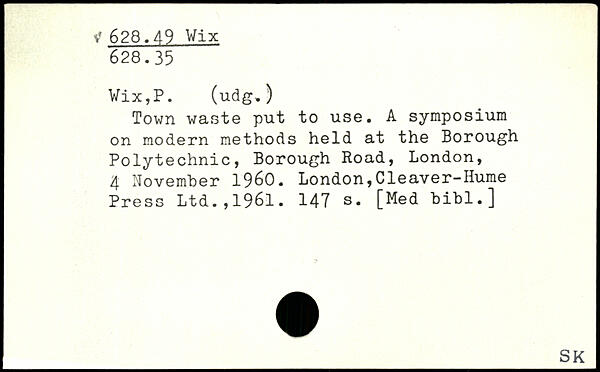 √ 628.49 Wix
628.35
Wix,P. (udg.)
Town waste put to use. A symposium
on modern methods held at the Borough
Polytechnic, Borough Road, London,
4 November 1960. London,Cleaver-Hume
Press Ltd.,1961. 147 s. [Med bibl.]
SK